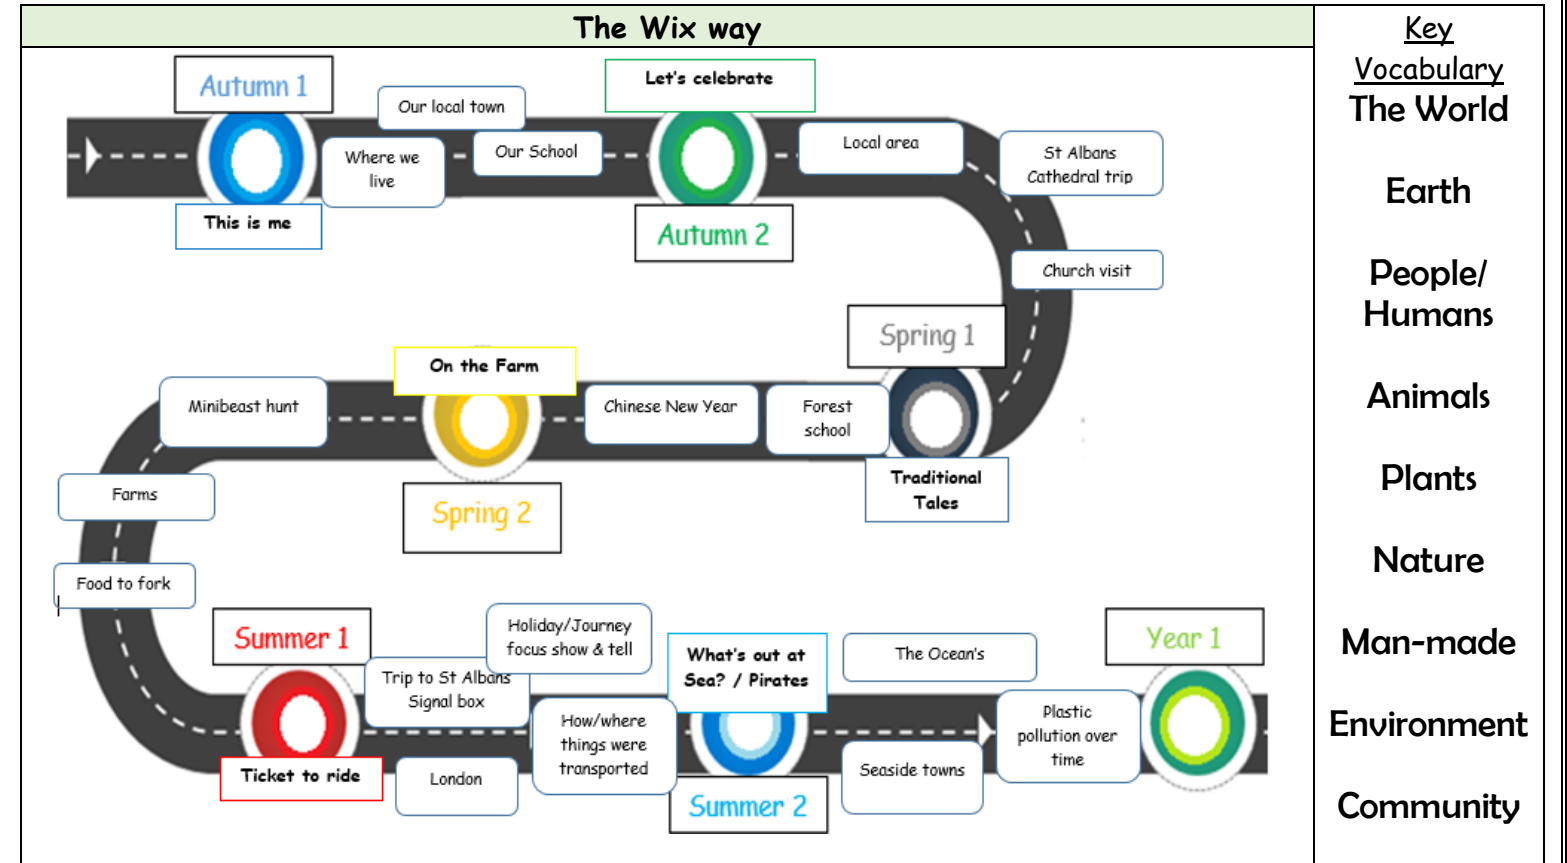 The Wix way
Autumn 1
This is me
Our local town
Where we
live
Our School
Let's celebrate
Autumn 2
Local area
St Albans
Cathedral trip
Church visit
Spring 1
Traditional
Tales
Forest
school
Chinese New Year
On the Farm
Spring 2
Minibeast hunt
Farms
Food to fork
Summer 1
Ticket to ride
Trip to St Albans
Signal box
Holiday/Journey
focus show & tell
London
How/where
things were
transported
What's out at
Sea? / Pirates
Summer 2
The Ocean's
Seaside towns
Plastic
pollution over
time
Year 1
Key
Vocabulary
The World
Earth
People/
Humans
Animals
Plants
Nature
Man-made
Environment
Community